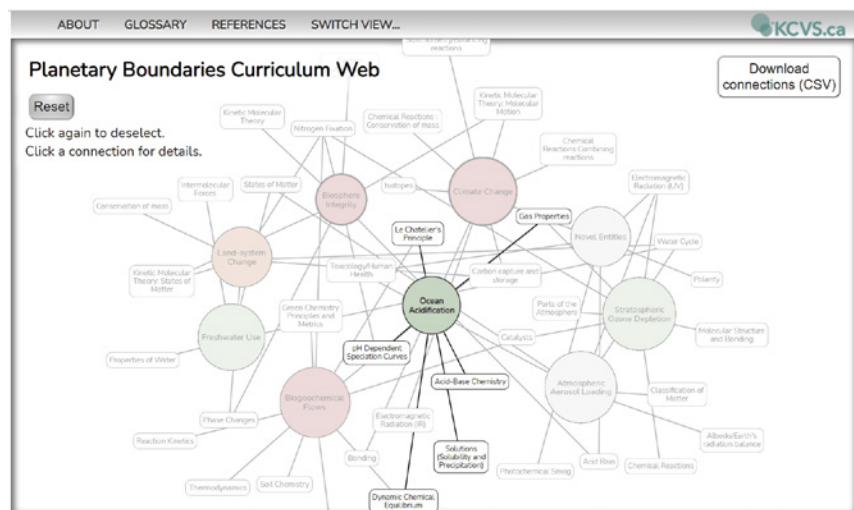 ABOUT GLOSSARY REFERENCES SWITCH VIEW...
KCVS.ca
Planetary Boundaries Curriculum Web
Download
connections (CSV)
Reset
Click again to deselect.
Click a connection for details.
Kinetic Molecular
Theory
Nitrogen Fixation
Chemical Reactions :
Conservation of mass
Kinetic Molecular
Theory: Molecular
Motion
Chemical
Reactions Combining
reactions
Intermolecular
Forces
States of Matter
Biosphere
Integrity
Isotopes
Climate Change
Electromagnetic
Radiation (UV)
Conservation of mass
Le Chatelier's
Principle
Gas Properties
Novel Entities
Water Cycle
Land-system
Change
Kinetic Molecular
Theory: States of
Matter
Toxicology/Human
Health
Carbon capture and
storage
Polarity
Ocean
Acidification
Green Chemistry
Principles and
Metrics
Parts of the
Atmosphere
Stratospheric
Ozone Depletion
Freshwater Use
pH Dependent
Speciation Curves
Catalysts
Molecular Structure
and Bonding
Properties of Water
Acid-Base Chemistry
Atmospheric
Aerosol Loading
Classification of
Matter
Biogeochemical
Flows
Phase Changes
Electromagnetic
Radiation (IR)
Reaction Kinetics
Bonding
Solutions
(Solubility and
Precipitation)
Albedo/Earth's
radiation balance
Acid Rain
Photochemical Smog
Chemical Reactions
Thermodynamics
Soil Chemistry
Dynamic Chemical
Equilibrium